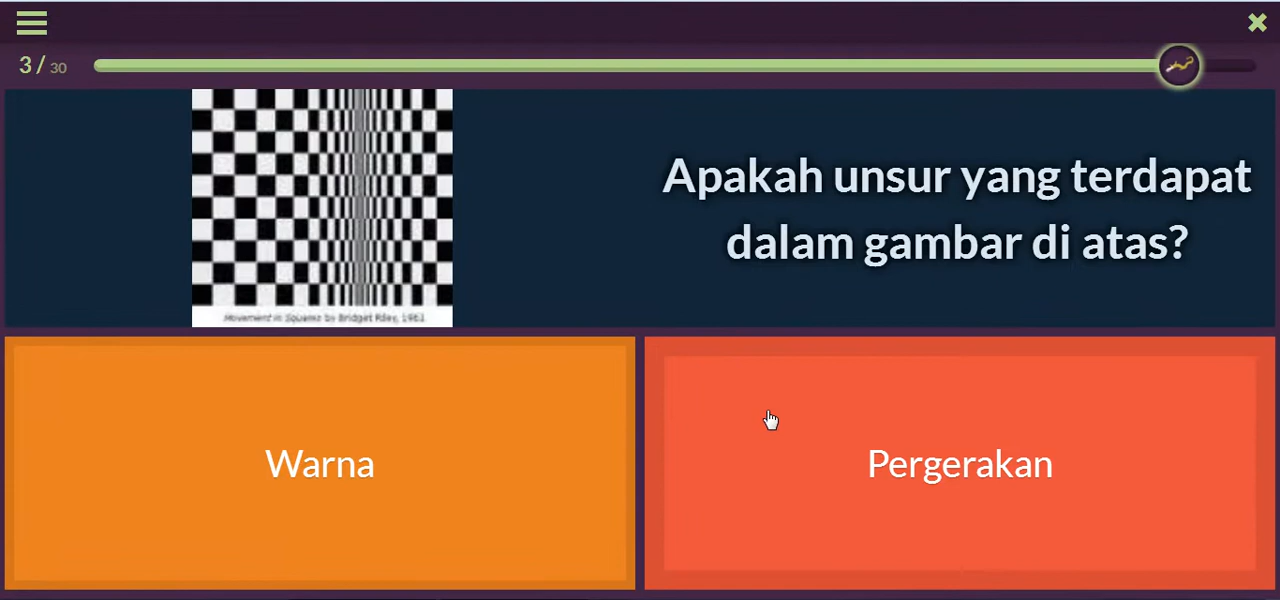 3 / 30
Apakah unsur yang terdapat
dalam gambar di atas?
Movement in Squares by Bridget Riley, 1961
Warna
Pergerakan